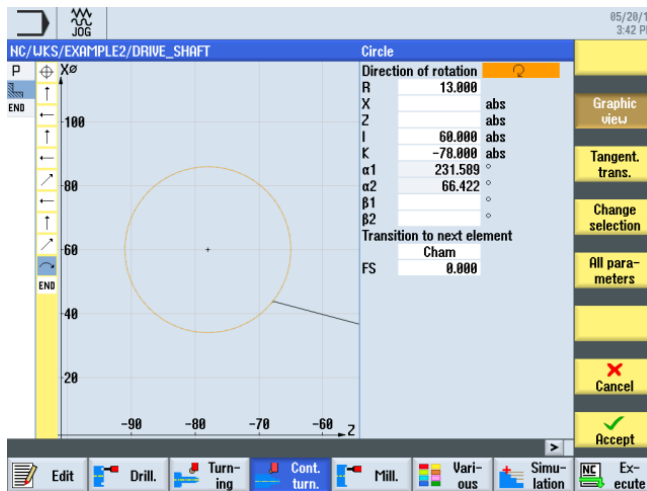 05/20/1
3:42 P
JOG
NC/WKS/EXAMPLE2/DRIVE_SHAFT
Circle
P
END
END
XØ
100
80
60
40
20
-90
-80
-70
-60
Z
Direction of rotation
R 13.000
X abs
Z abs
I 60.000 abs
K -78.000 abs
α1 231.589 °
α2 66.422 °
β1 °
β2 °
Transition to next element
Cham
FS 0.000
Graphic
view
Tangent.
trans.
Change
selection
All para-
meters
Cancel
Accept
>
Edit
Drill.
Turn-
ing
Cont.
turn.
Mill.
Vari-
ous
Simu-
lation
NC
Ex-
ecute